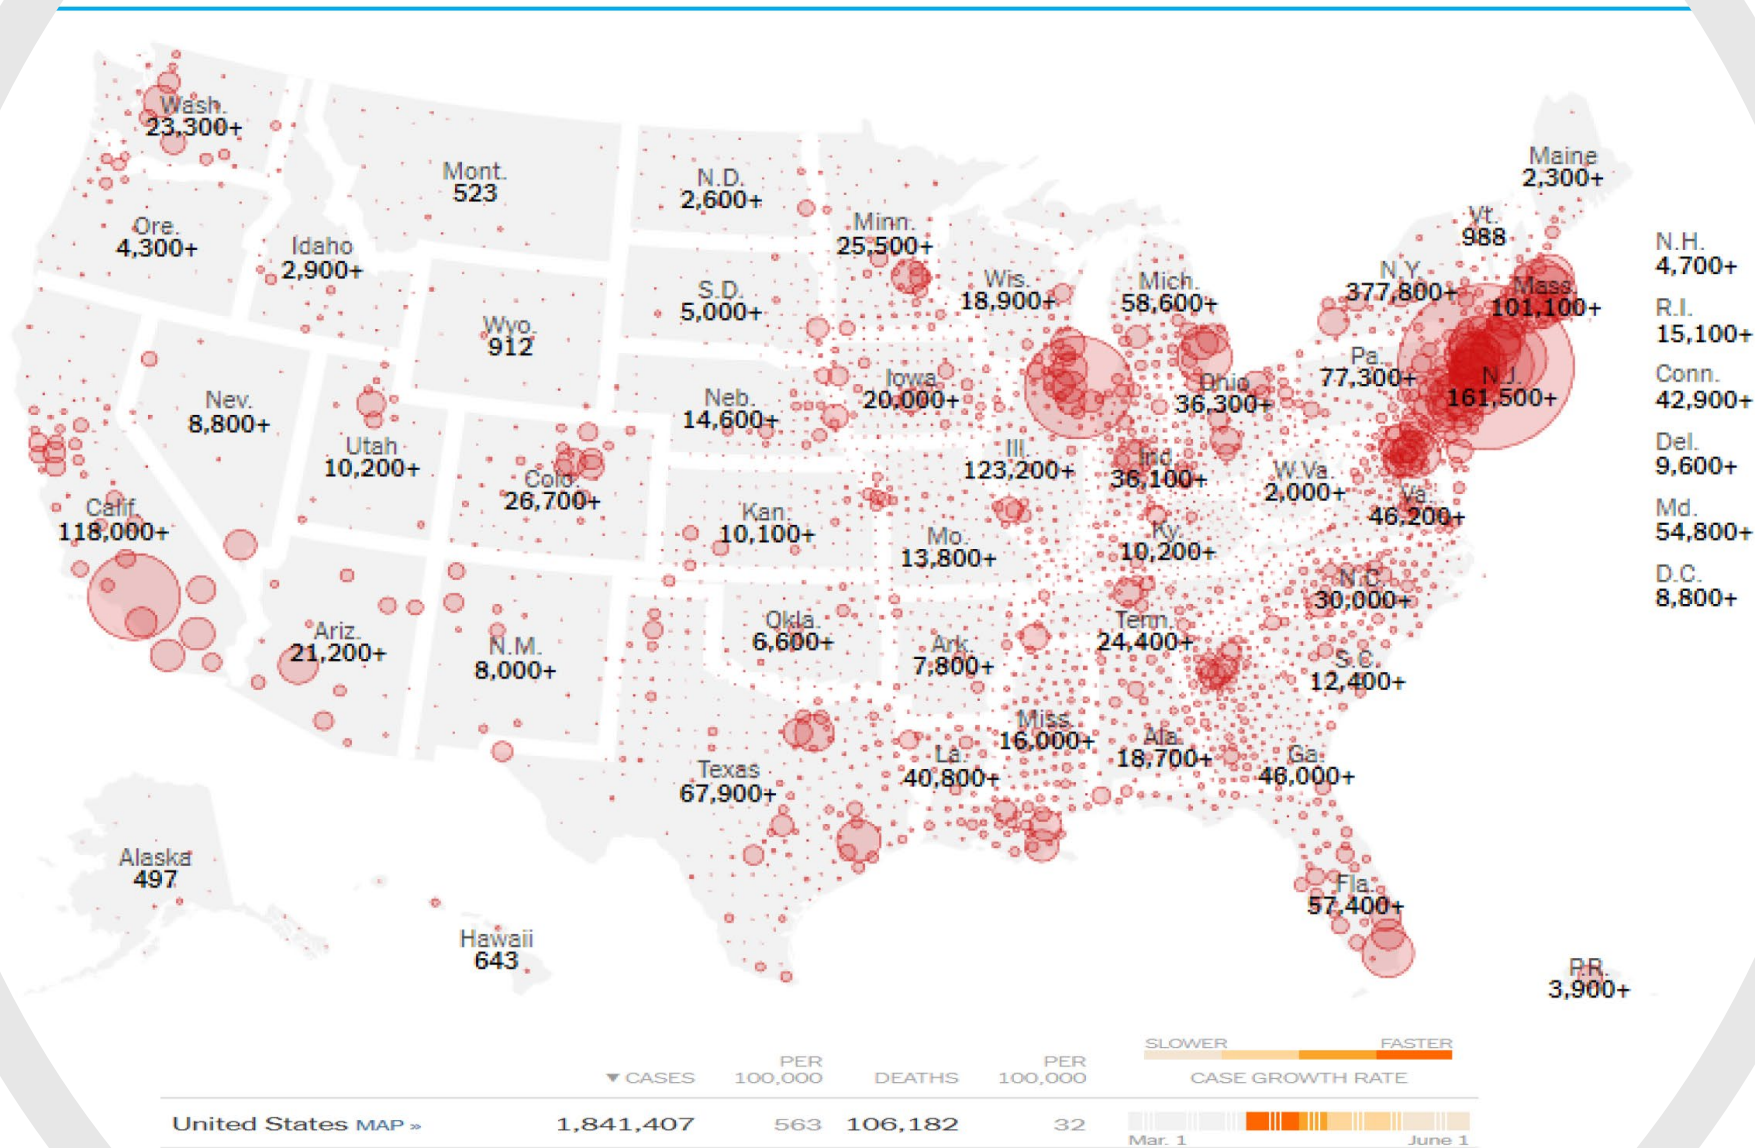 Wash.
23,300+
Mont.
523
N.D.
2,600+
Minn.
25,500+
Maine
2,300+
Vt.
988
N.H.
4,700+
Ore.
4,300+
Idaho
2,900+
S.D.
5,000+
Wis.
18,900+
Mich.
58,600+
N.Y.
377,800+
Mass.
101,100+
R.I.
15,100+
Wyo.
912
Pa.
77,300+
N.J.
161,500+
Conn.
42,900+
Nev.
8,800+
Utah
10,200+
Colo.
26,700+
Neb.
14,600+
Iowa
20,000+
Ill.
123,200+
Ind.
36,100+
Ohio
36,300+
W.Va.
2,000+
Va.
46,200+
Del.
9,600+
Md.
54,800+
D.C.
8,800+
Calif.
118,000+
Kan.
10,100+
Mo.
13,800+
Ky.
10,200+
N.C.
30,000+
Ariz.
21,200+
N.M.
8,000+
Okla.
6,600+
Ark.
7,800+
Tenn.
24,400+
S.C.
12,400+
Texas
67,900+
La.
40,800+
Miss.
16,000+
Ala.
18,700+
Ga.
46,000+
Alaska
497
Hawaii
643
Fla.
57,400+
P.R.
3,900+
SLOWER FASTER
CASE GROWTH RATE
▼ CASES PER 100,000 DEATHS PER 100,000
United States MAP » 1,841,407 563 106,182 32
Mar. 1 June 1